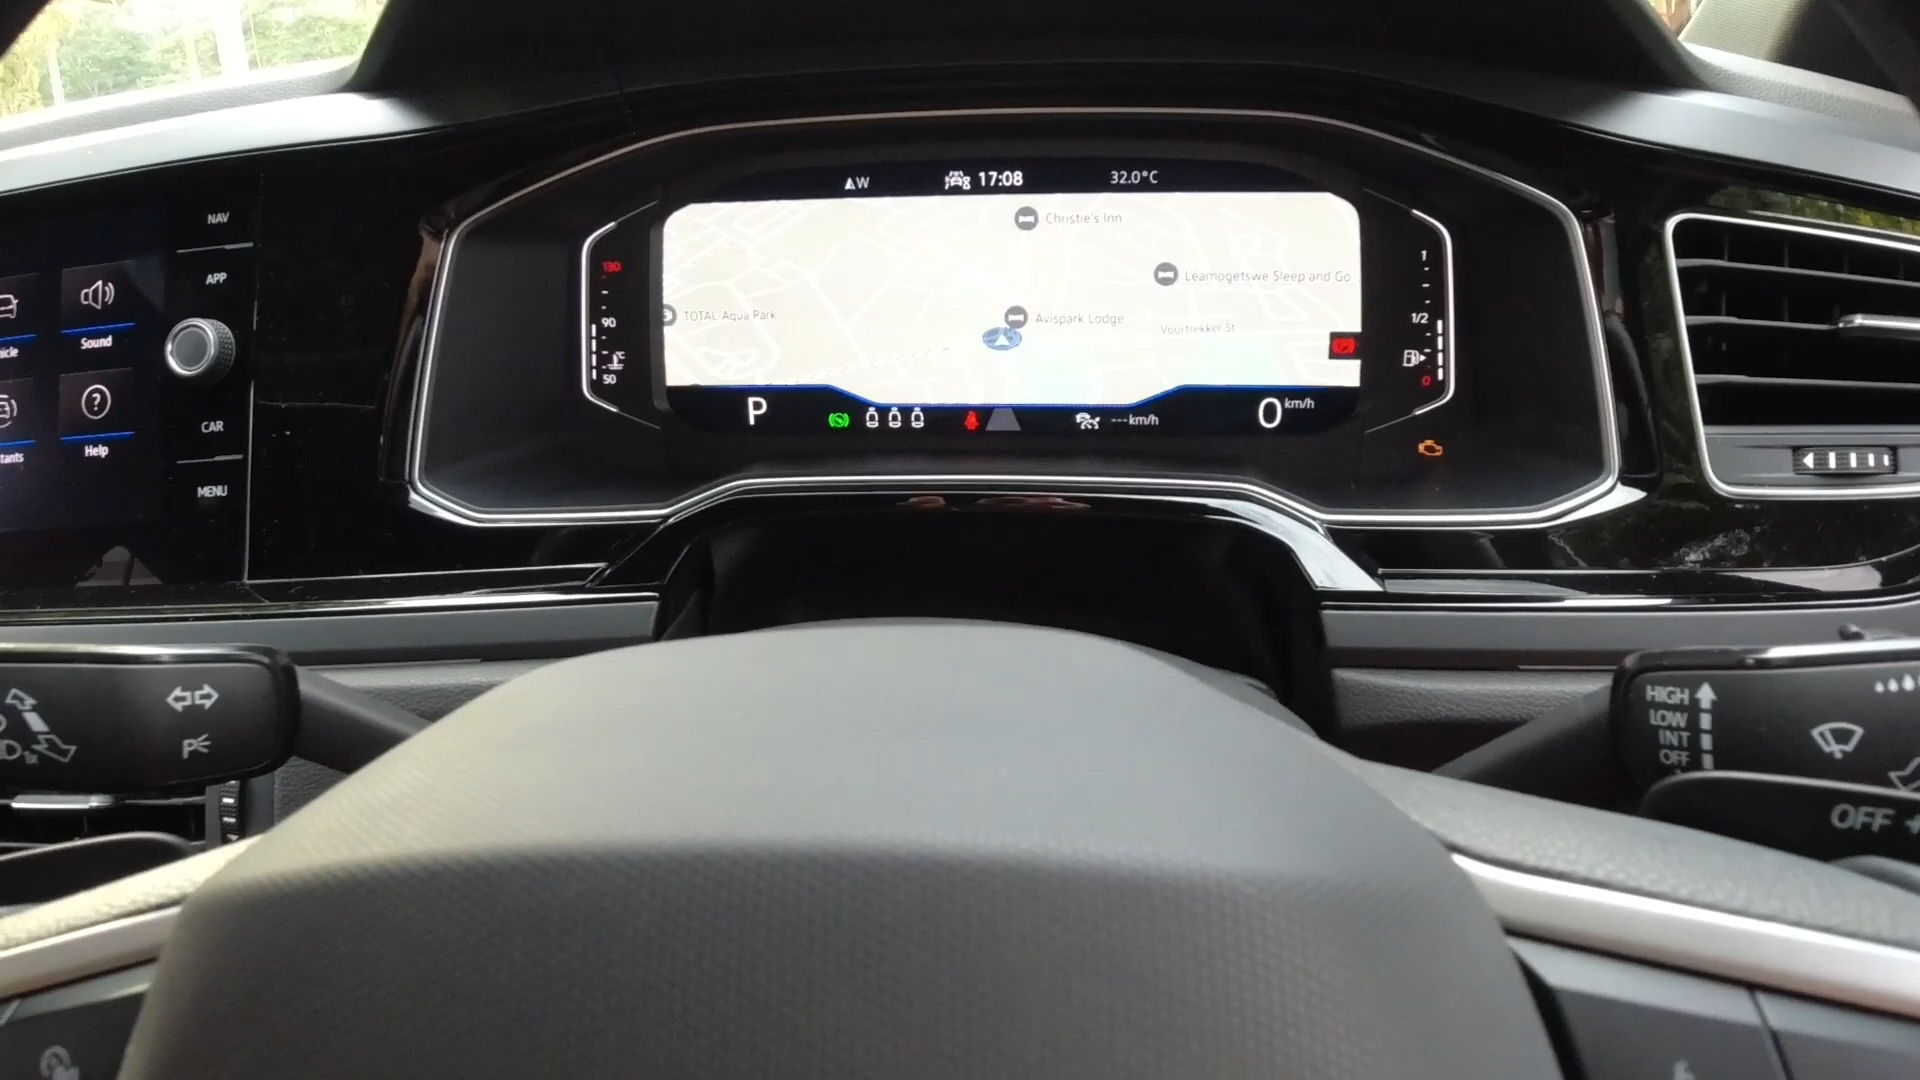 W 17:08 32.0°C
Christie's Inn
Leamogetswe Sleep and Go
TOTAL Aqua Park
Avispark Lodge
Voortrekker St
130
90
°C
50
1
1/2
0
P
--- km/h
0 km/h
NAV
APP
CAR
MENU
Sound
Help
P
1x
HIGH
LOW
INT
OFF
OFF